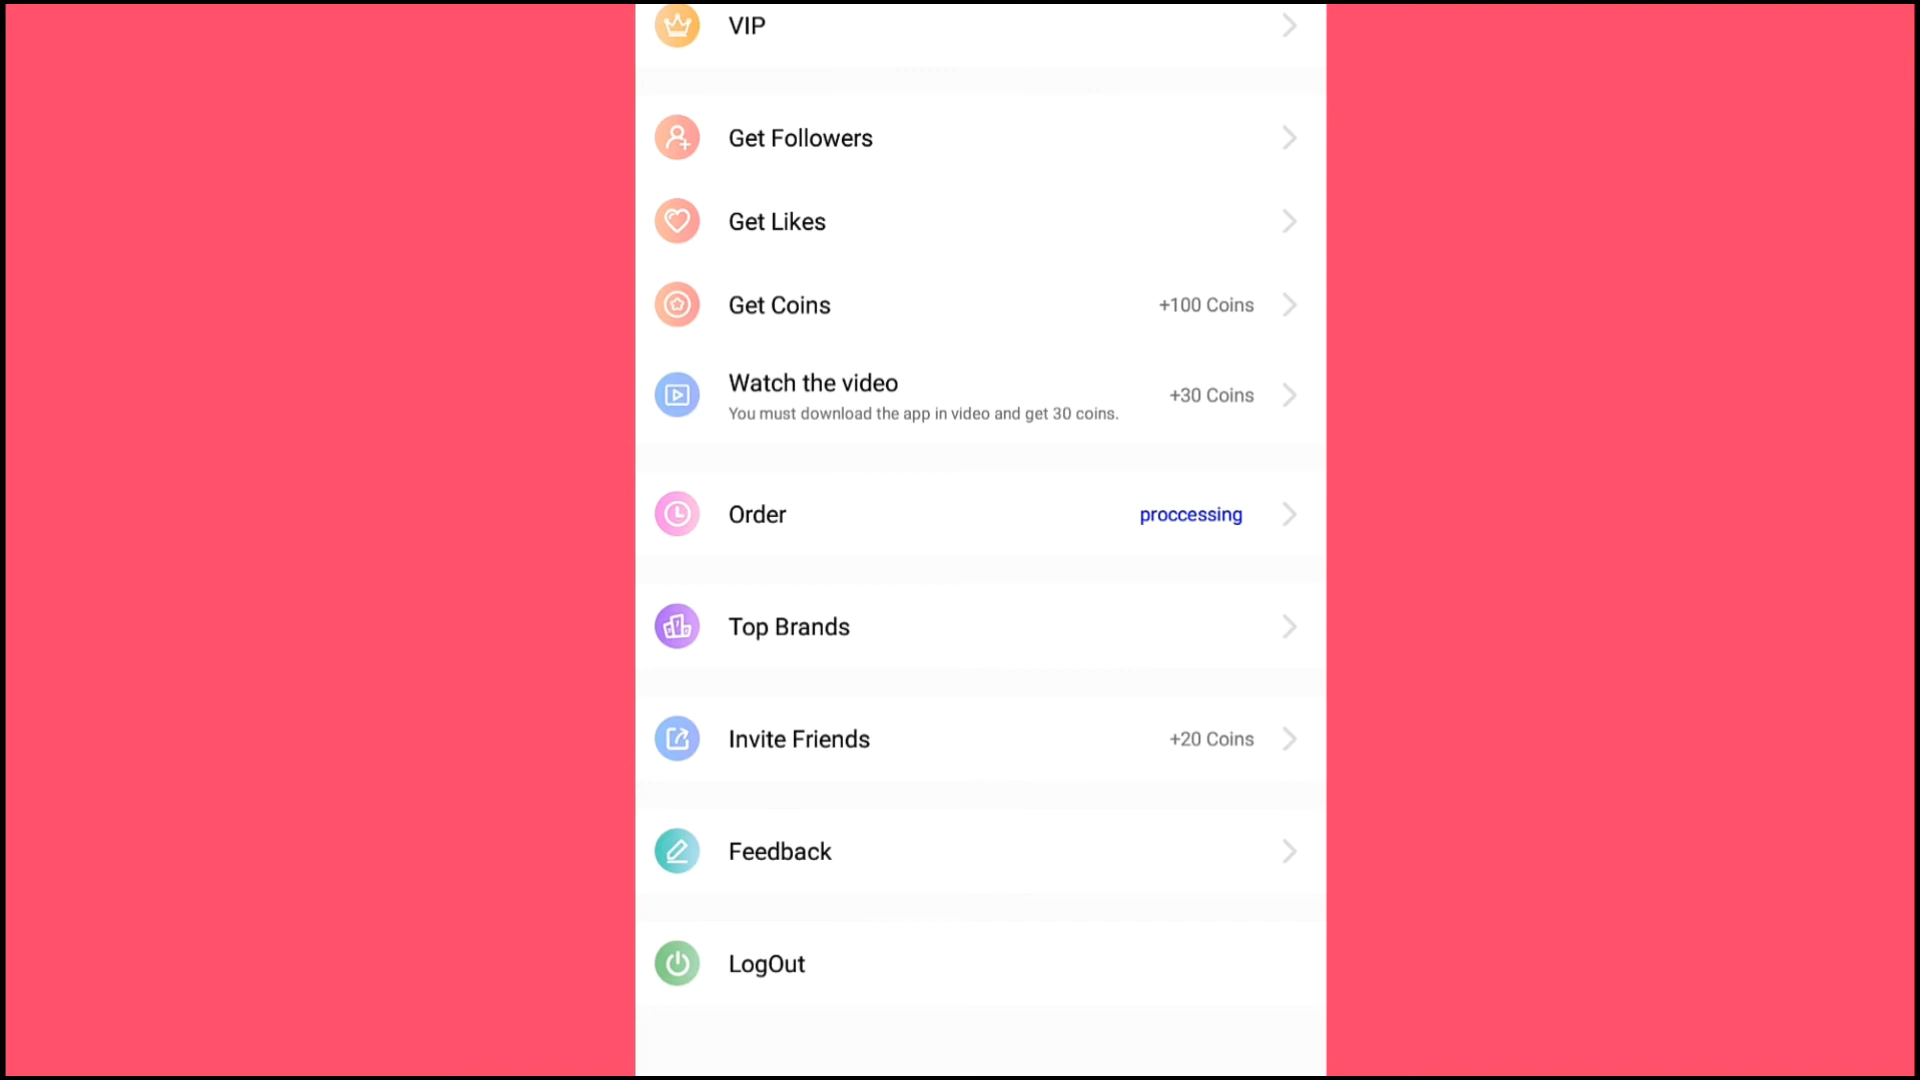 VIP
Get Followers
Get Likes
Get Coins +100 Coins
Watch the video
You must download the app in video and get 30 coins. +30 Coins
Order proccessing
Top Brands
Invite Friends +20 Coins
Feedback
LogOut